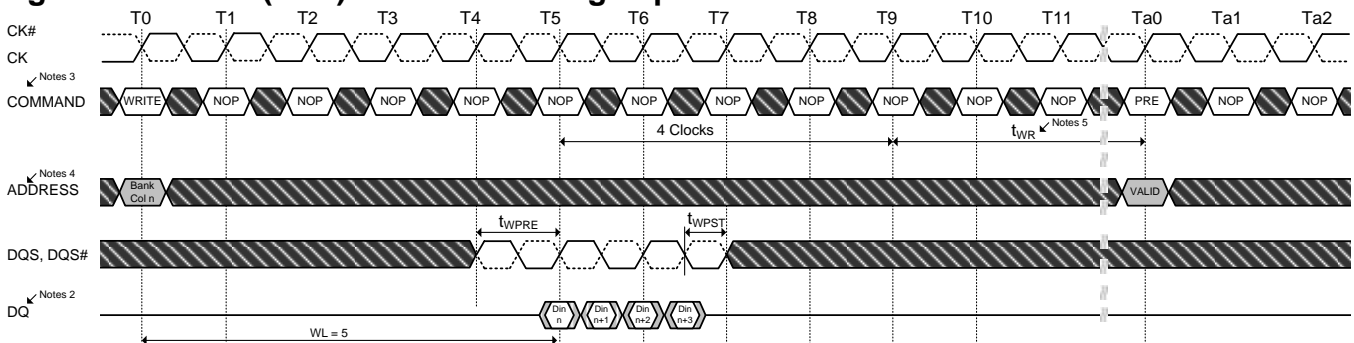 T0 T1 T2 T3 T4 T5 T6 T7 T8 T9 T10 T11 Ta0 Ta1 Ta2
CK#
CK
Notes 3
COMMAND WRITE NOP NOP NOP NOP NOP NOP NOP NOP NOP NOP NOP PRE NOP NOP
4 Clocks tWR Notes 5
Notes 4
ADDRESS Bank Col n VALID
tWPRE tWPST
DQS, DQS#
Notes 2
DQ Din n Din n+1 Din n+2 Din n+3
WL = 5